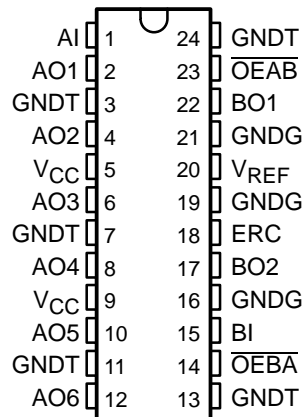 AI 1 24 GNDT
AO1 2 23 O̅E̅A̅B̅
GNDT 3 22 BO1
AO2 4 21 GNDG
VCC 5 20 VREF
AO3 6 19 GNDG
GNDT 7 18 ERC
AO4 8 17 BO2
VCC 9 16 GNDG
AO5 10 15 BI
GNDT 11 14 O̅E̅B̅A̅
AO6 12 13 GNDT